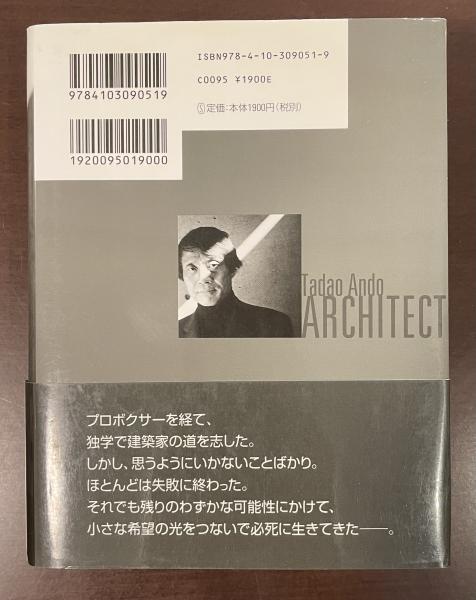 ISBN978-4-10-309051-9
C0095 ¥1900E
Ⓢ定価:本体1900円(税別)
9784103090519
1920095019000
Tadao Ando
ARCHITECT
プロボクサーを経て、
独学で建築家の道を志した。
しかし、思うようにいかないことばかり。
ほとんどは失敗に終わった。
それでも残りのわずかな可能性にかけて、
小さな希望の光をつないで必死に生きてきた――。